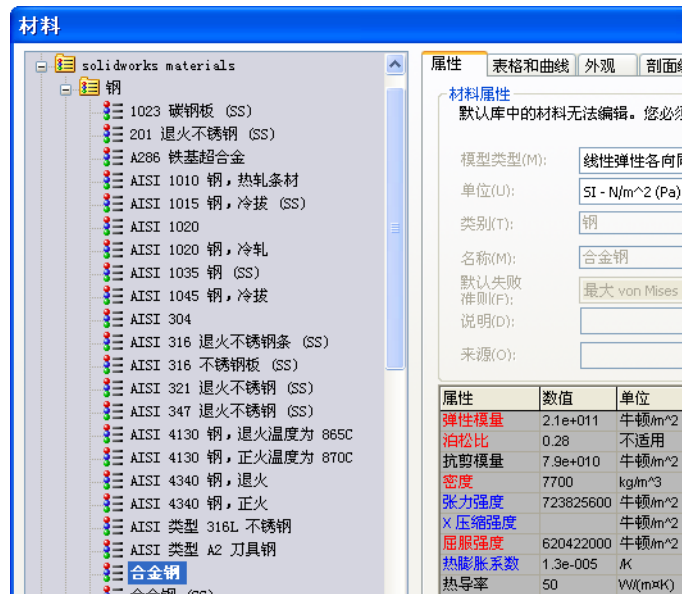 材料
solidworks materials
钢
1023 碳钢板 (SS)
201 退火不锈钢 (SS)
A286 铁基超合金
AISI 1010 钢，热轧条材
AISI 1015 钢，冷拔 (SS)
AISI 1020
AISI 1020 钢，冷轧
AISI 1035 钢 (SS)
AISI 1045 钢，冷拔
AISI 304
AISI 316 退火不锈钢条 (SS)
AISI 316 不锈钢板 (SS)
AISI 321 退火不锈钢 (SS)
AISI 347 退火不锈钢 (SS)
AISI 4130 钢，退火温度为 865C
AISI 4130 钢，正火温度为 870C
AISI 4340 钢，退火
AISI 4340 钢，正火
AISI 类型 316L 不锈钢
AISI 类型 A2 刀具钢
合金钢
合金钢 (SS)
属性 表格和曲线 外观 剖面
材料属性
默认库中的材料无法编辑。您必须
模型类型(M): 线性弹性各向同
单位(U): SI - N/m^2 (Pa)
类别(T): 钢
名称(M): 合金钢
默认失败
准则(F): 最大 von Mises
说明(D):
来源(O):
属性 数值 单位
弹性模量 2.1e+011 牛顿/m^2
泊松比 0.28 不适用
抗剪模量 7.9e+010 牛顿/m^2
密度 7700 kg/m^3
张力强度 723825600 牛顿/m^2
X 压缩强度 牛顿/m^2
屈服强度 620422000 牛顿/m^2
热膨胀系数 1.3e-005 /K
热导率 50 W/(m¤K)